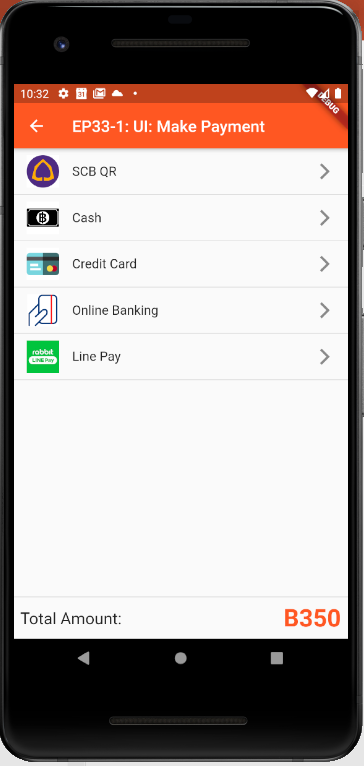 10:32
31
DEBUG
EP33-1: UI: Make Payment
SCB QR
Cash
Credit Card
Online Banking
rabbit
LINE Pay
Line Pay
Total Amount:
B350